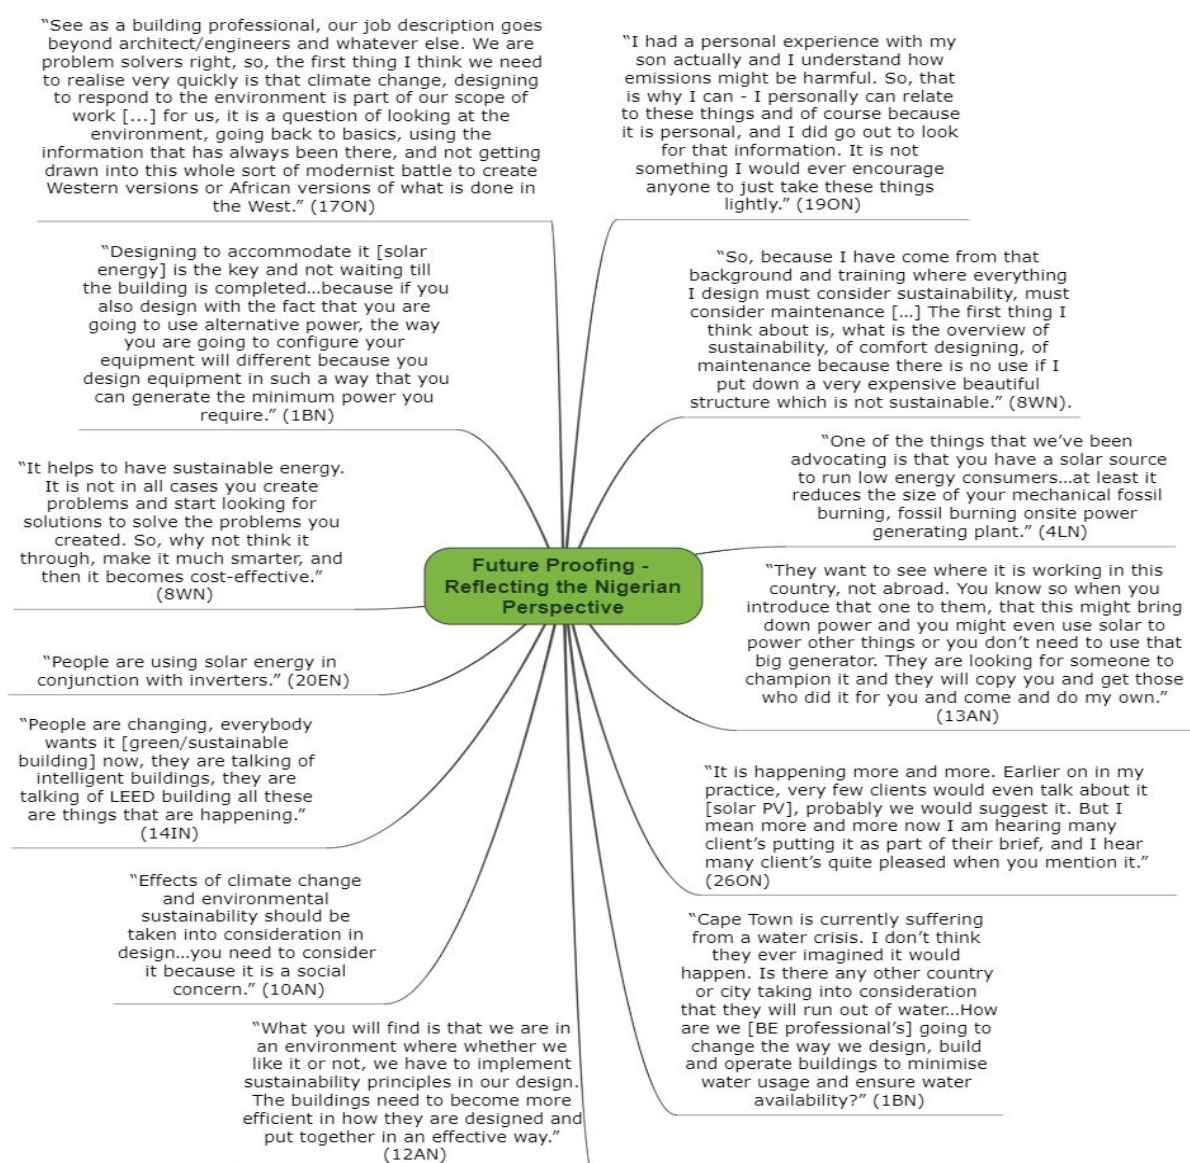 “See as a building professional, our job description goes
beyond architect/engineers and whatever else. We are
problem solvers right, so, the first thing I think we need
to realise very quickly is that climate change, designing
to respond to the environment is part of our scope of
work [...] for us, it is a question of looking at the
environment, going back to basics, using the
information that has always been there, and not getting
drawn into this whole sort of modernist battle to create
Western versions or African versions of what is done in
the West.” (17ON)
“Designing to accommodate it [solar
energy] is the key and not waiting till
the building is completed...because if you
also design with the fact that you are
going to use alternative power, the way
you are going to configure your
equipment will different because you
design equipment in such a way that you
can generate the minimum power you
require.” (1BN)
“It helps to have sustainable energy.
It is not in all cases you create
problems and start looking for
solutions to solve the problems you
created. So, why not think it
through, make it much smarter, and
then it becomes cost-effective.”
(8WN)
“People are using solar energy in
conjunction with inverters.” (20EN)
“People are changing, everybody
wants it [green/sustainable
building] now, they are talking of
intelligent buildings, they are
talking of LEED building all these
are things that are happening.”
(14IN)
“Effects of climate change
and environmental
sustainability should be
taken into consideration in
design...you need to consider
it because it is a social
concern.” (10AN)
“What you will find is that we are in
an environment where whether we
like it or not, we have to implement
sustainability principles in our design.
The buildings need to become more
efficient in how they are designed and
put together in an effective way.”
(12AN)
Future Proofing -
Reflecting the Nigerian
Perspective
“I had a personal experience with my
son actually and I understand how
emissions might be harmful. So, that
is why I can - I personally can relate
to these things and of course because
it is personal, and I did go out to look
for that information. It is not
something I would ever encourage
anyone to just take these things
lightly.” (19ON)
“So, because I have come from that
background and training where everything
I design must consider sustainability, must
consider maintenance [...] The first thing I
think about is, what is the overview of
sustainability, of comfort designing, of
maintenance because there is no use if I
put down a very expensive beautiful
structure which is not sustainable.” (8WN).
“One of the things that we’ve been
advocating is that you have a solar source
to run low energy consumers...at least it
reduces the size of your mechanical fossil
burning, fossil burning onsite power
generating plant.” (4LN)
“They want to see where it is working in this
country, not abroad. You know so when you
introduce that one to them, that this might bring
down power and you might even use solar to
power other things or you don’t need to use that
big generator. They are looking for someone to
champion it and they will copy you and get those
who did it for you and come and do my own.”
(13AN)
“It is happening more and more. Earlier on in my
practice, very few clients would even talk about it
[solar PV], probably we would suggest it. But I
mean more and more now I am hearing many
client’s putting it as part of their brief, and I hear
many client’s quite pleased when you mention it.”
(26ON)
“Cape Town is currently suffering
from a water crisis. I don’t think
they ever imagined it would
happen. Is there any other country
or city taking into consideration
that they will run out of water...How
are we [BE professional’s] going to
change the way we design, build
and operate buildings to minimise
water usage and ensure water
availability?” (1BN)